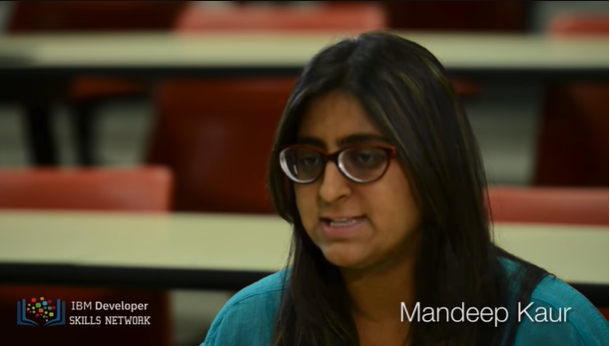 IBM Developer
SKILLS NETWORK
Mandeep Kaur